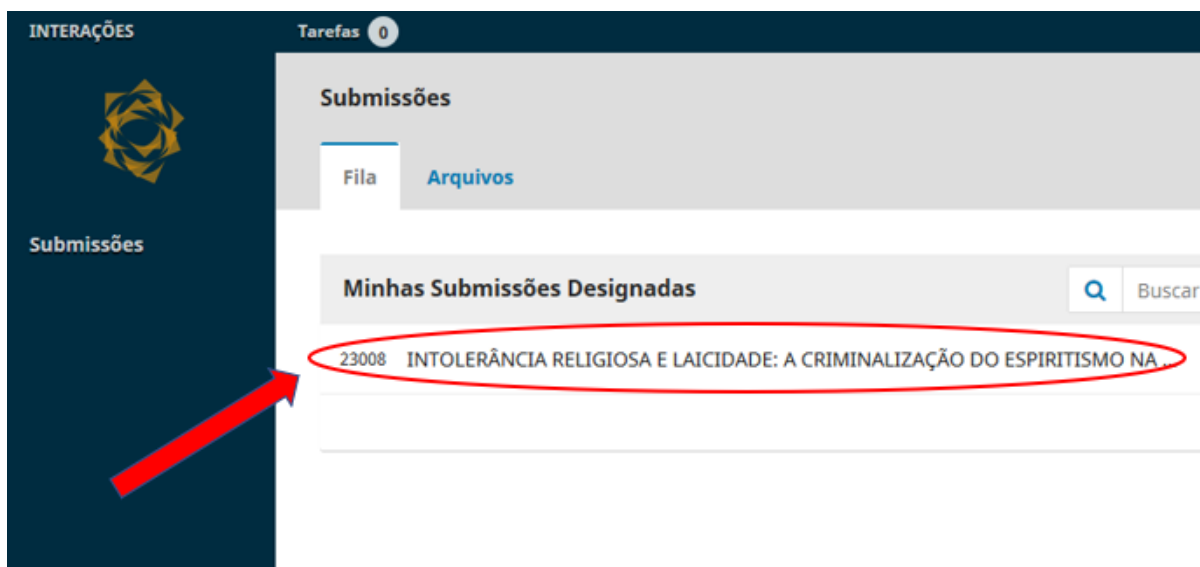 INTERAÇÕES
Tarefas 0
Submissões
Fila Arquivos
Submissões
Minhas Submissões Designadas
Buscar
23008 INTOLERÂNCIA RELIGIOSA E LAICIDADE: A CRIMINALIZAÇÃO DO ESPIRITISMO NA ...